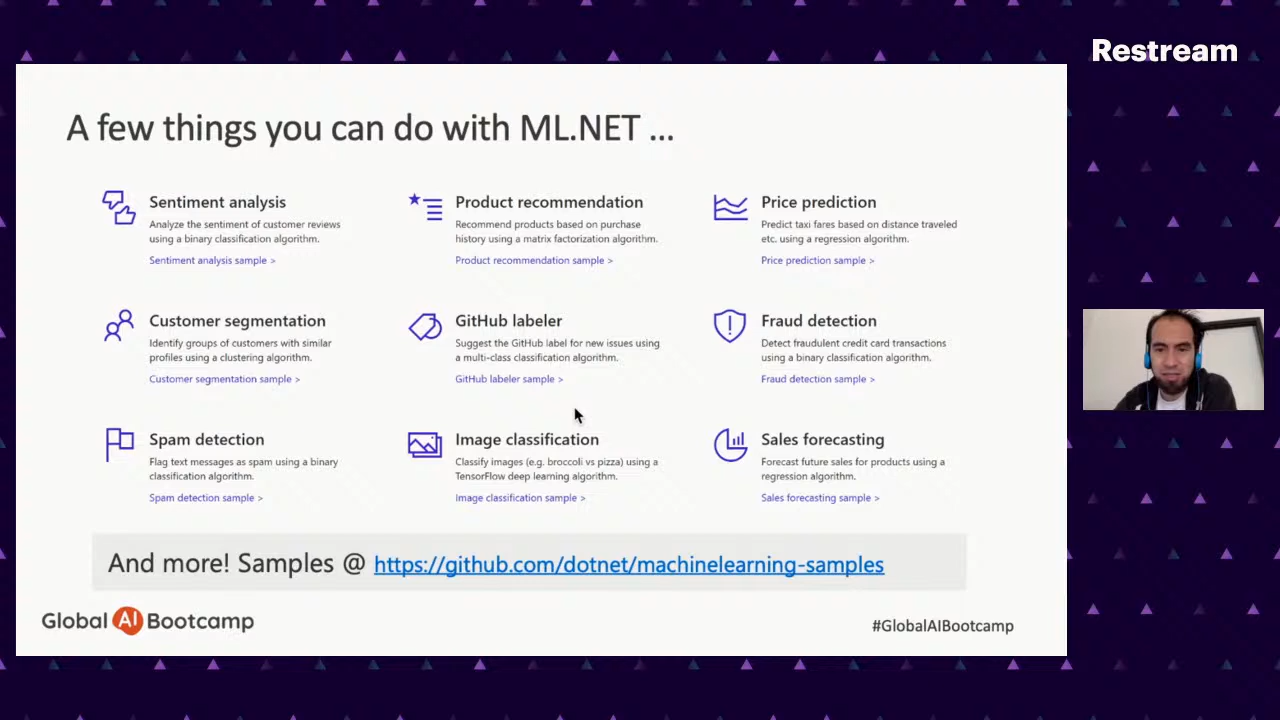 Restream
A few things you can do with ML.NET ...
Sentiment analysis
Analyze the sentiment of customer reviews
using a binary classification algorithm.
Sentiment analysis sample >
Product recommendation
Recommend products based on purchase
history using a matrix factorization algorithm.
Product recommendation sample >
Price prediction
Predict taxi fares based on distance traveled
etc. using a regression algorithm.
Price prediction sample >
Customer segmentation
Identify groups of customers with similar
profiles using a clustering algorithm.
Customer segmentation sample >
GitHub labeler
Suggest the GitHub label for new issues using
a multi-class classification algorithm.
GitHub labeler sample >
Fraud detection
Detect fraudulent credit card transactions
using a binary classification algorithm.
Fraud detection sample >
Spam detection
Flag text messages as spam using a binary
classification algorithm.
Spam detection sample >
Image classification
Classify images (e.g. broccoli vs pizza) using a
TensorFlow deep learning algorithm.
Image classification sample >
Sales forecasting
Forecast future sales for products using a
regression algorithm.
Sales forecasting sample >
And more! Samples @ https://github.com/dotnet/machinelearning-samples
Global AI Bootcamp
#GlobalAIBootcamp